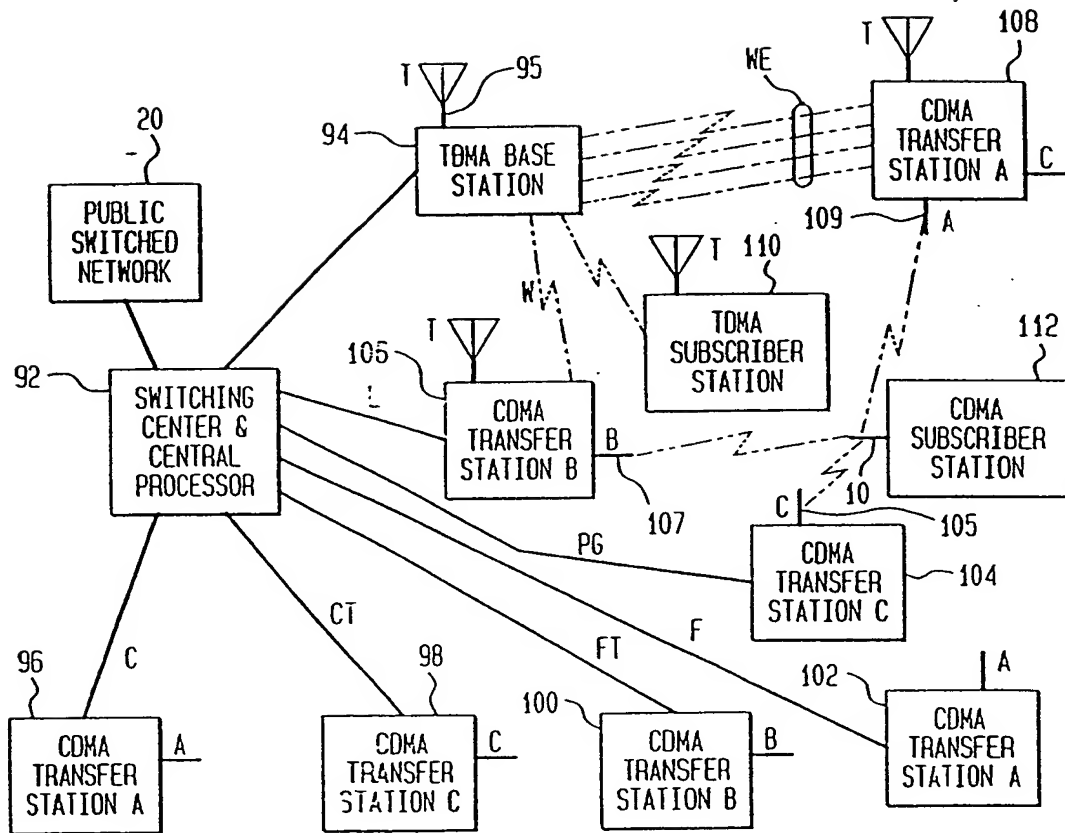 T
95
94
TDMA BASE
STATION
WE
T
108
CDMA
TRANSFER
STATION A
C
109
A
20
PUBLIC
SWITCHED
NETWORK
W
T
110
TDMA
SUBSCRIBER
STATION
T
106
CDMA
TRANSFER
STATION B
B
107
112
CDMA
SUBSCRIBER
STATION
10
92
SWITCHING
CENTER &
CENTRAL
PROCESSOR
L
C
105
CDMA
TRANSFER
STATION C
104
PG
F
FT
CT
C
96
CDMA
TRANSFER
STATION A
A
98
CDMA
TRANSFER
STATION C
C
100
CDMA
TRANSFER
STATION B
B
102
A
CDMA
TRANSFER
STATION A